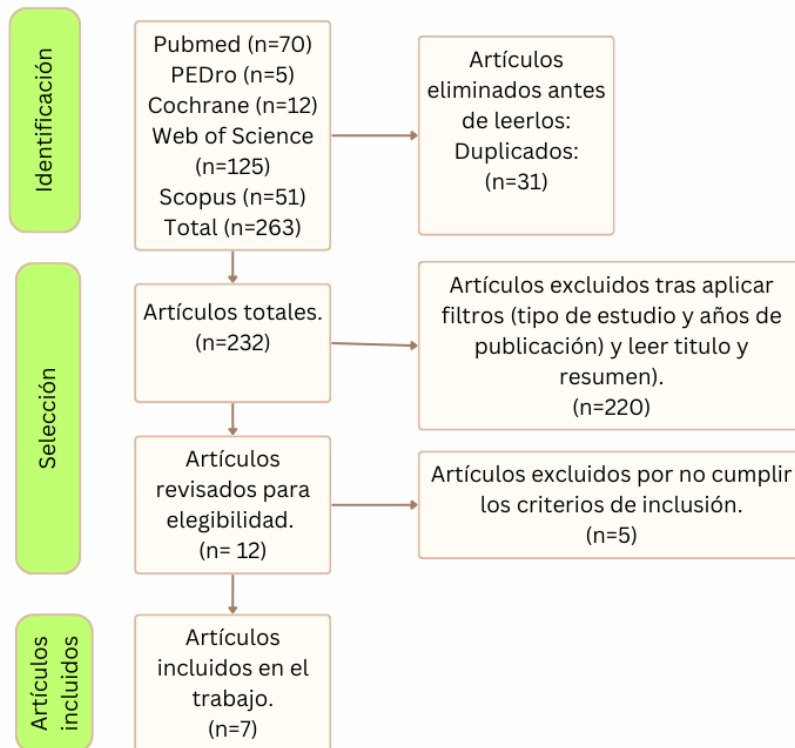 Identificación
Pubmed (n=70)
PEDro (n=5)
Cochrane (n=12)
Web of Science
(n=125)
Scopus (n=51)
Total (n=263)
Artículos
eliminados antes
de leerlos:
Duplicados:
(n=31)
Selección
Artículos totales.
(n=232)
Artículos excluidos tras aplicar
filtros (tipo de estudio y años de
publicación) y leer titulo y
resumen).
(n=220)
Artículos
revisados para
elegibilidad.
(n= 12)
Artículos excluidos por no cumplir
los criterios de inclusión.
(n=5)
Artículos
incluidos
Artículos
incluidos en el
trabajo.
(n=7)